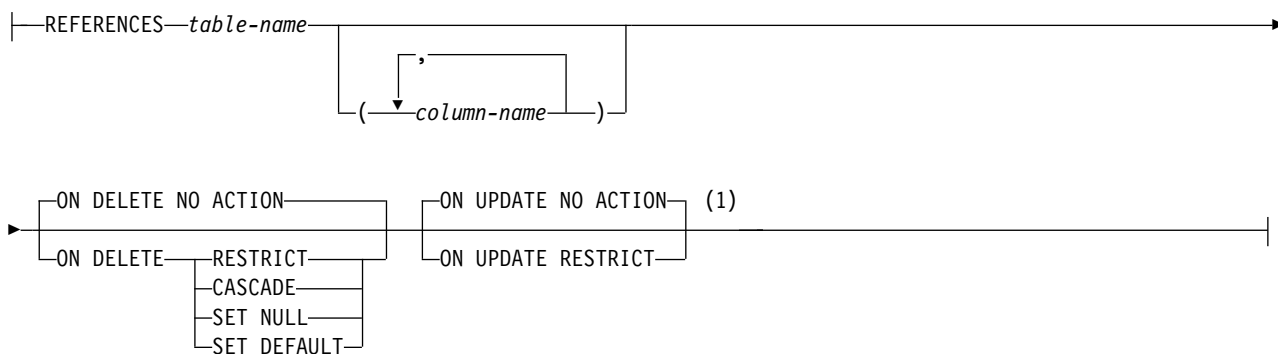 REFERENCES table-name
,
( column-name )
ON DELETE NO ACTION ON UPDATE NO ACTION (1)
ON DELETE RESTRICT ON UPDATE RESTRICT
CASCADE
SET NULL
SET DEFAULT